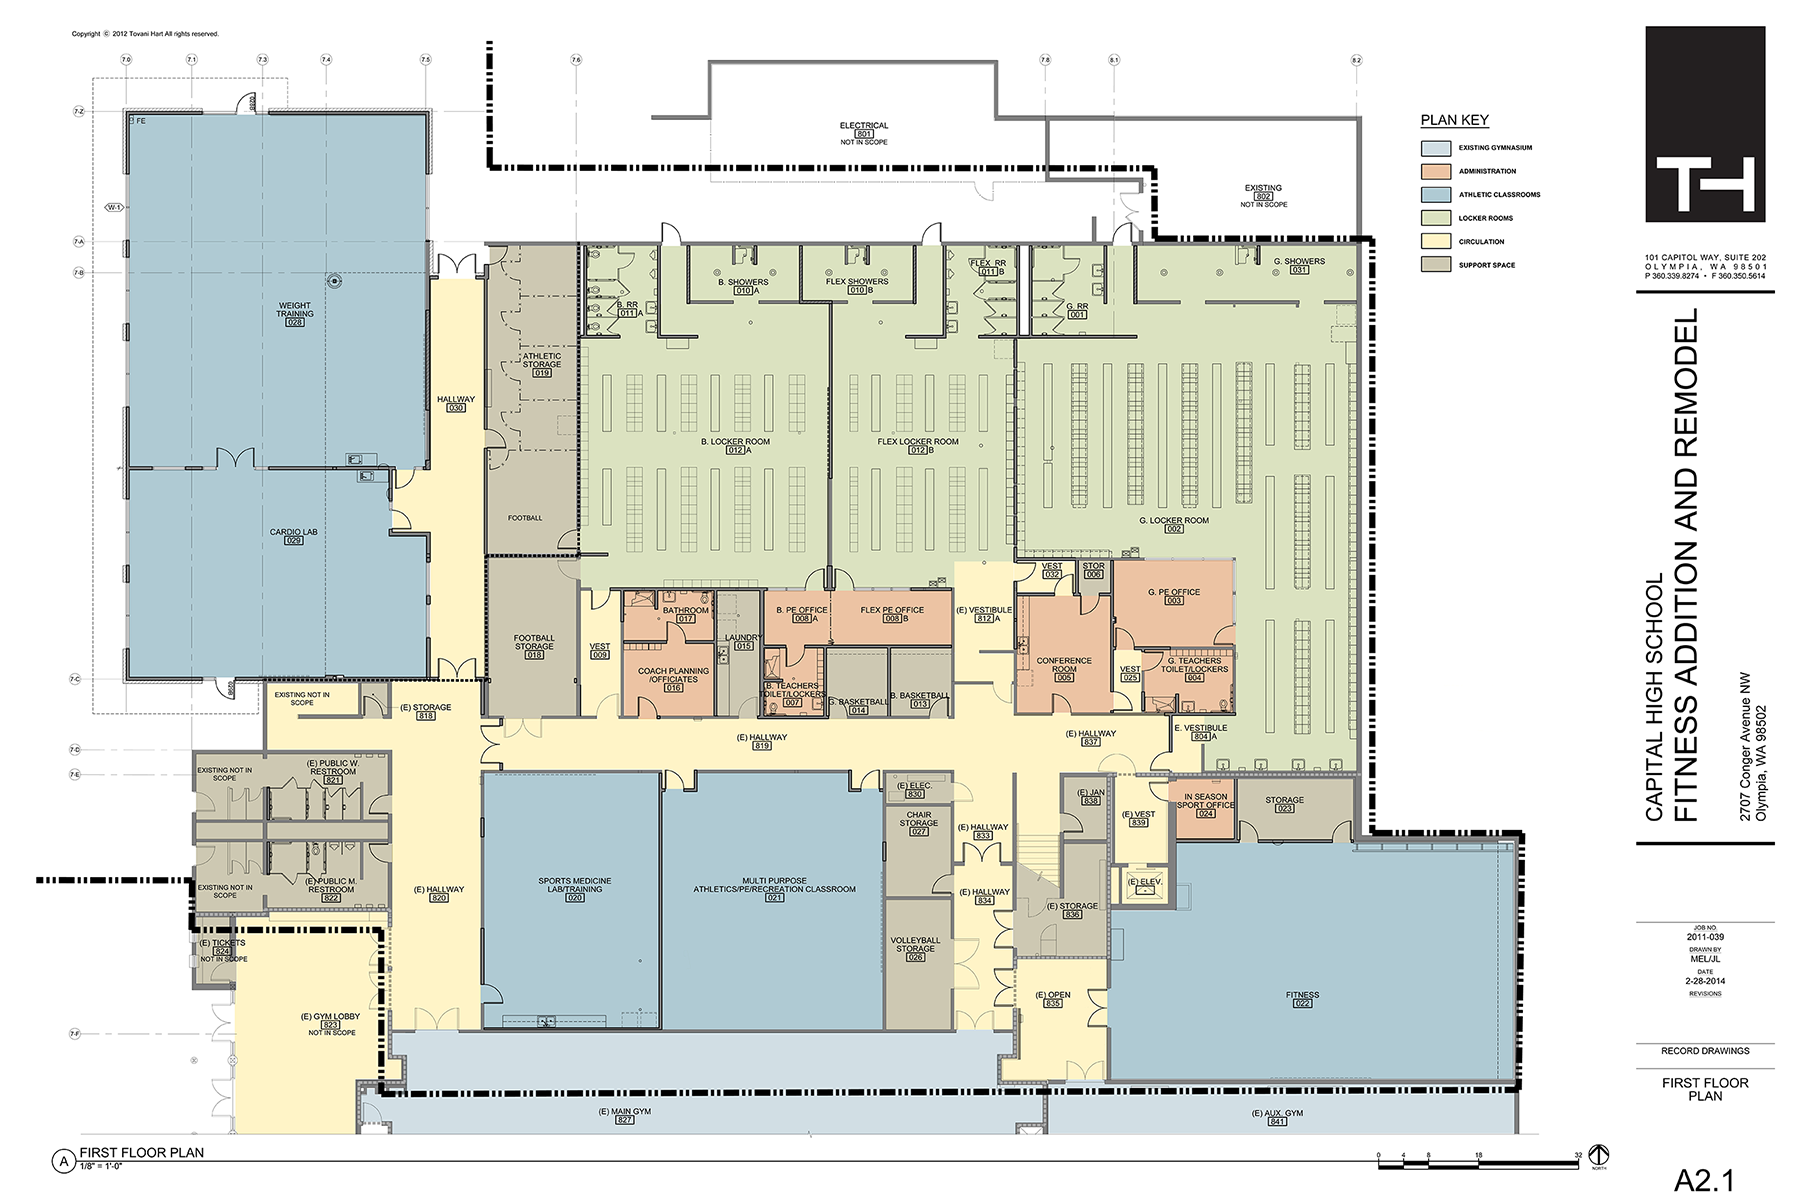 Copyright © 2012 Tovani Hart All rights reserved.
7.0
7.1
7.3
7.4
7.5
7.6
7.8
8.1
8.2
7-Z
7-A
7-B
7-C
7-D
7-E
7-F
W-1
FE
ELECTRICAL
801
NOT IN SCOPE
EXISTING
802
NOT IN SCOPE
WEIGHT
TRAINING
028
CARDIO LAB
029
HALLWAY
030
ATHLETIC
STORAGE
019
FOOTBALL
FOOTBALL
STORAGE
018
B. RR
011 A
B. SHOWERS
010 A
FLEX SHOWERS
010 B
FLEX RR
011 B
G. RR
001
G. SHOWERS
031
B. LOCKER ROOM
012 A
FLEX LOCKER ROOM
012 B
G. LOCKER ROOM
002
VEST
009
BATHROOM
017
COACH PLANNING
/OFFICIATES
016
LAUNDRY
015
B. PE OFFICE
008 A
FLEX PE OFFICE
008 B
B. TEACHERS
TOILET/LOCKERS
007
G. BASKETBALL
014
B. BASKETBALL
013
(E) VESTIBULE
812 A
VEST
032
STOR
006
G. PE OFFICE
003
CONFERENCE
ROOM
005
VEST
025
G. TEACHERS
TOILET/LOCKERS
004
E. VESTIBULE
804 A
EXISTING NOT IN
SCOPE
(E) STORAGE
818
(E) HALLWAY
819
(E) HALLWAY
837
EXISTING NOT IN
SCOPE
(E) PUBLIC W.
RESTROOM
821
EXISTING NOT IN
SCOPE
(E) PUBLIC M.
RESTROOM
822
(E) TICKETS
824
NOT IN SCOPE
(E) GYM LOBBY
823
NOT IN SCOPE
(E) HALLWAY
820
SPORTS MEDICINE
LAB/TRAINING
020
MULTI PURPOSE
ATHLETICS/PE/RECREATION CLASSROOM
021
(E) ELEC.
830
CHAIR
STORAGE
027
VOLLEYBALL
STORAGE
026
(E) HALLWAY
833
(E) HALLWAY
834
(E) JAN
838
(E) STORAGE
836
(E) OPEN
835
(E) VEST
839
(E) ELEV.
IN SEASON
SPORT OFFICE
024
STORAGE
023
FITNESS
022
(E) MAIN GYM
827
(E) AUX. GYM
841
PLAN KEY
EXISTING GYMNASIUM
ADMINISTRATION
ATHLETIC CLASSROOMS
LOCKER ROOMS
CIRCULATION
SUPPORT SPACE
TH
101 CAPITOL WAY, SUITE 202
OLYMPIA, WA 98501
P 360.339.8274 • F 360.350.5614
CAPITAL HIGH SCHOOL
FITNESS ADDITION AND REMODEL
2707 Conger Avenue NW
Olympia, WA 98502
JOB NO.
2011-039
DRAWN BY
MEL/JL
DATE
2-28-2014
REVISIONS
RECORD DRAWINGS
FIRST FLOOR
PLAN
A2.1
A
FIRST FLOOR PLAN
1/8" = 1'-0"
0 4 8 18 32
NORTH